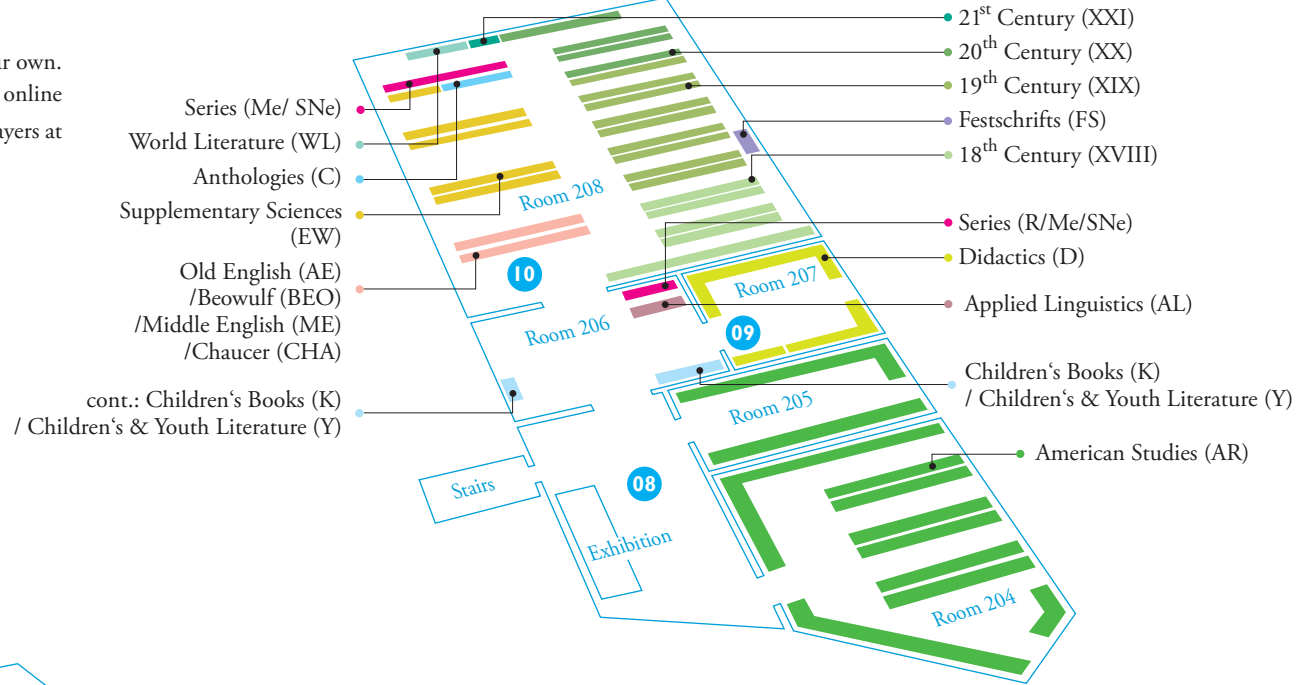 ur own.
online
ayers at
Series (Me/ SNe)
World Literature (WL)
Anthologies (C)
Supplementary Sciences
(EW)
Old English (AE)
/Beowulf (BEO)
/Middle English (ME)
/Chaucer (CHA)
cont.: Children‘s Books (K)
/ Children‘s & Youth Literature (Y)
21st Century (XXI)
20th Century (XX)
19th Century (XIX)
Festschrifts (FS)
18th Century (XVIII)
Series (R/Me/SNe)
Didactics (D)
Applied Linguistics (AL)
Children‘s Books (K)
/ Children‘s & Youth Literature (Y)
American Studies (AR)
Room 208
10
Room 207
Room 206
09
Room 205
08
Stairs
Exhibition
Room 204